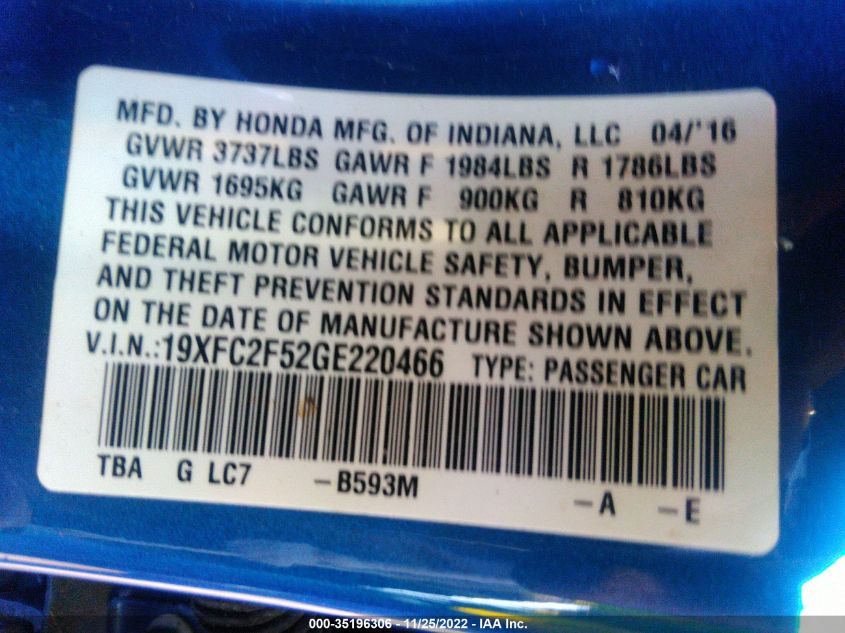 MFD. BY HONDA MFG. OF INDIANA, LLC 04/'16
GVWR 3737LBS GAWR F 1984LBS R 1786LBS
GVWR 1695KG GAWR F 900KG R 810KG
THIS VEHICLE CONFORMS TO ALL APPLICABLE
FEDERAL MOTOR VEHICLE SAFETY, BUMPER,
AND THEFT PREVENTION STANDARDS IN EFFECT
ON THE DATE OF MANUFACTURE SHOWN ABOVE.
V.I.N.:19XFC2F52GE220466 TYPE: PASSENGER CAR
TBA G LC7 -B593M -A -E
000-35196306 - 11/25/2022 - IAA Inc.